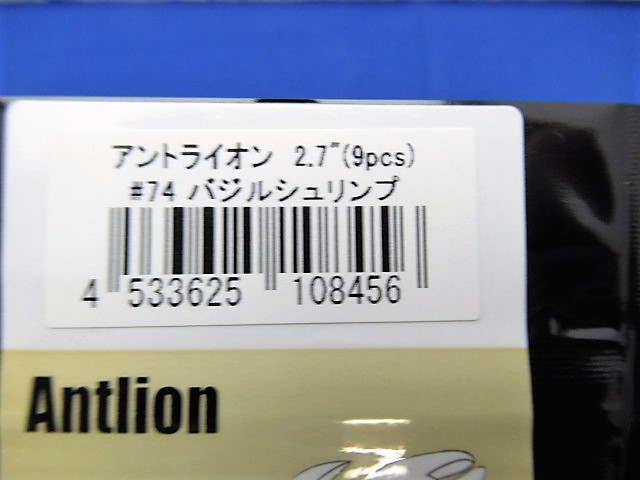 アントライオン 2.7"(9pcs)
#74 バジルシュリンプ
4 533625 108456
Antlion